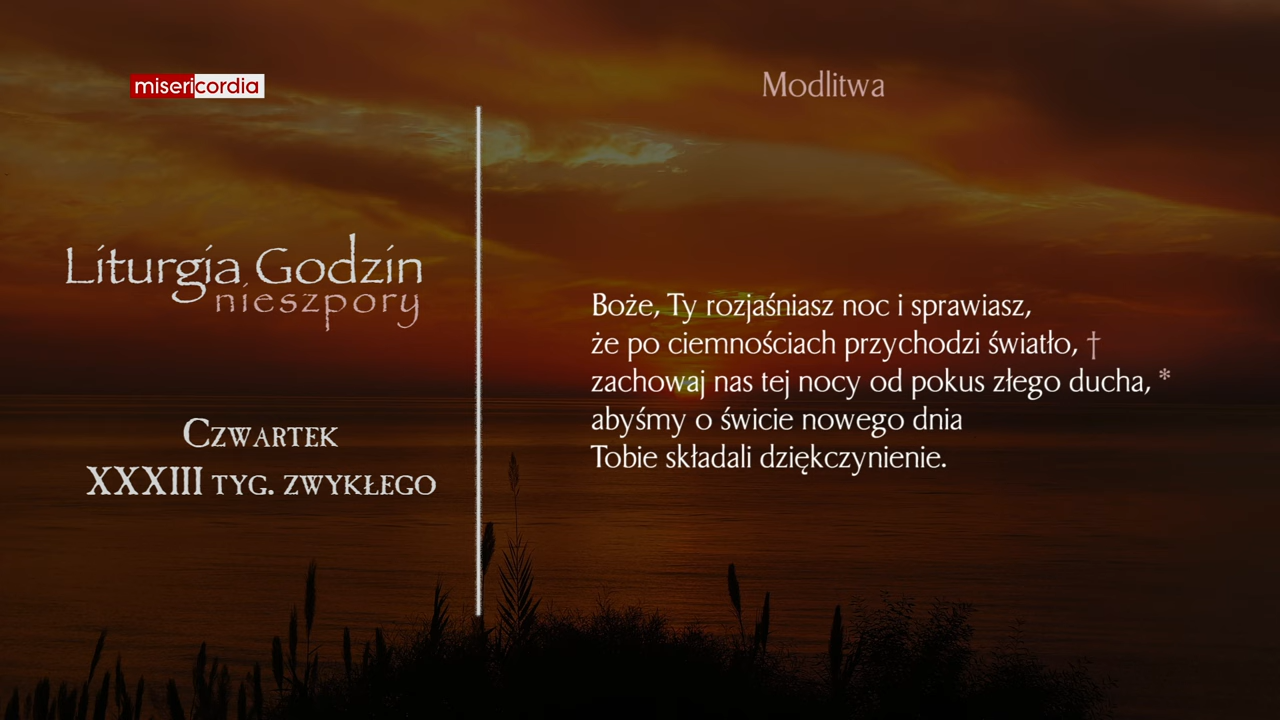 misericordia
Modlitwa
Liturgia Godzin
nieszpory
Boże, Ty rozjaśniasz noc i sprawiasz,
że po ciemnościach przychodzi światło, †
zachowaj nas tej nocy od pokus złego ducha, *
abyśmy o świcie nowego dnia
Tobie składali dziękczynienie.
Czwartek
XXXIII tyg. zwykłego